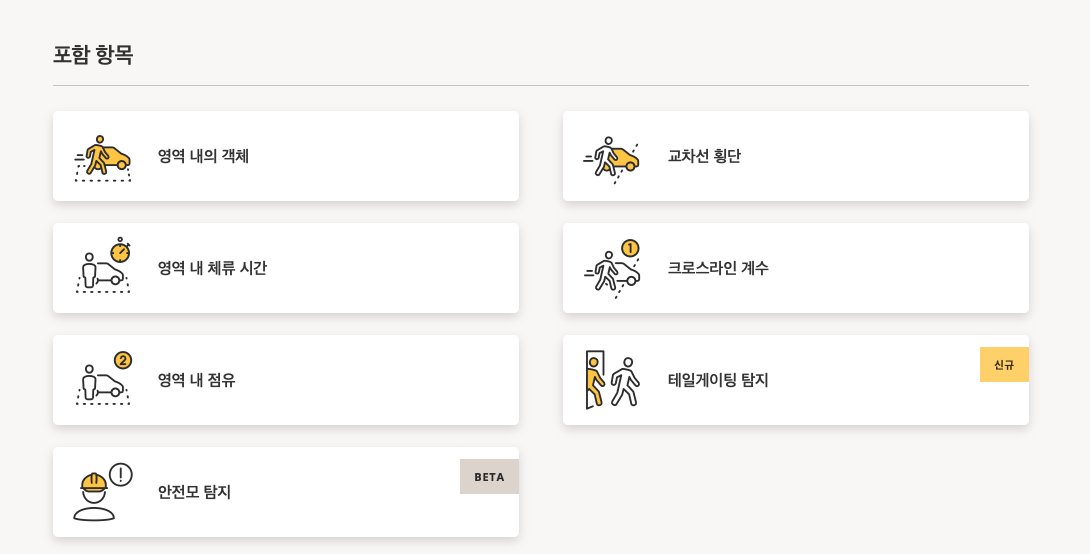 포함 항목
영역 내의 객체
교차선 횡단
영역 내 체류 시간
1
크로스라인 계수
2
영역 내 점유
테일게이팅 탐지
신규
안전모 탐지
BETA